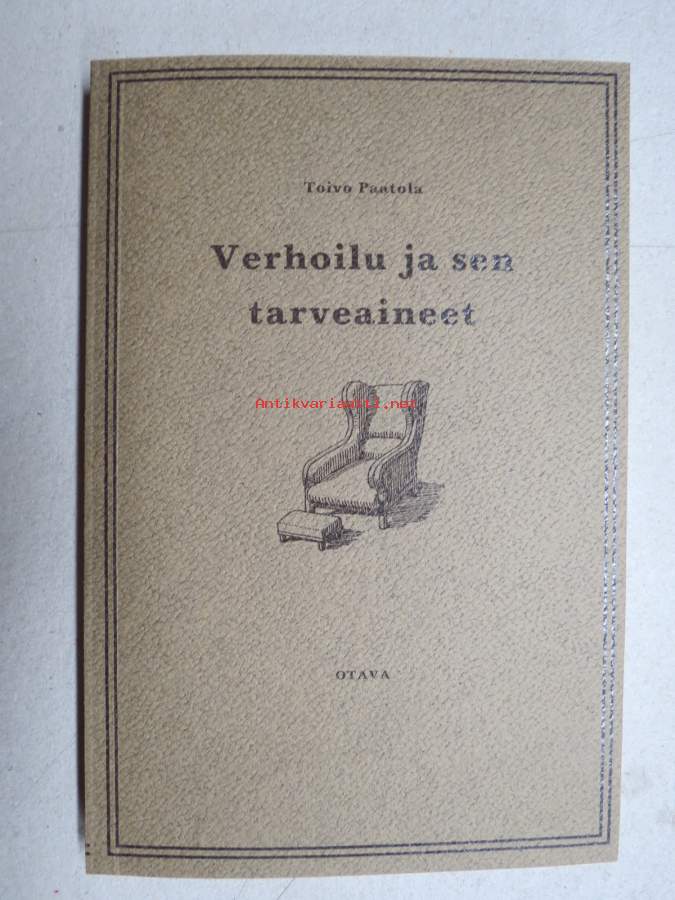 Toivo Paatola
Verhoilu ja sen
tarveaineet
Antikvariaatti.net
OTAVA